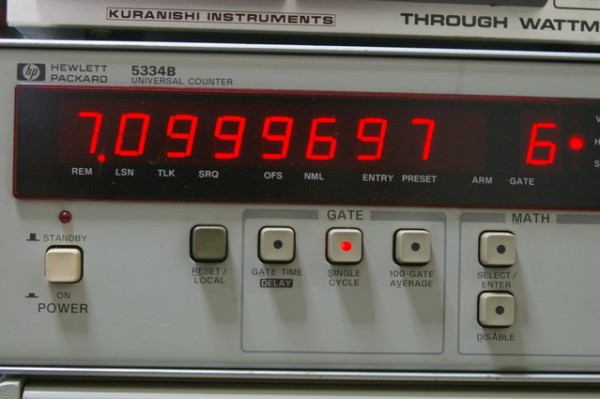 KURANISHI INSTRUMENTS
THROUGH WATTM
hp HEWLETT PACKARD 5334B
UNIVERSAL COUNTER
7.0999697 6
REM LSN TLK SRQ OFS NML ENTRY PRESET ARM GATE
GATE
MATH
STANDBY
ON
POWER
RESET/
LOCAL
GATE TIME
DELAY
SINGLE
CYCLE
100-GATE
AVERAGE
SELECT/
ENTER
DISABLE